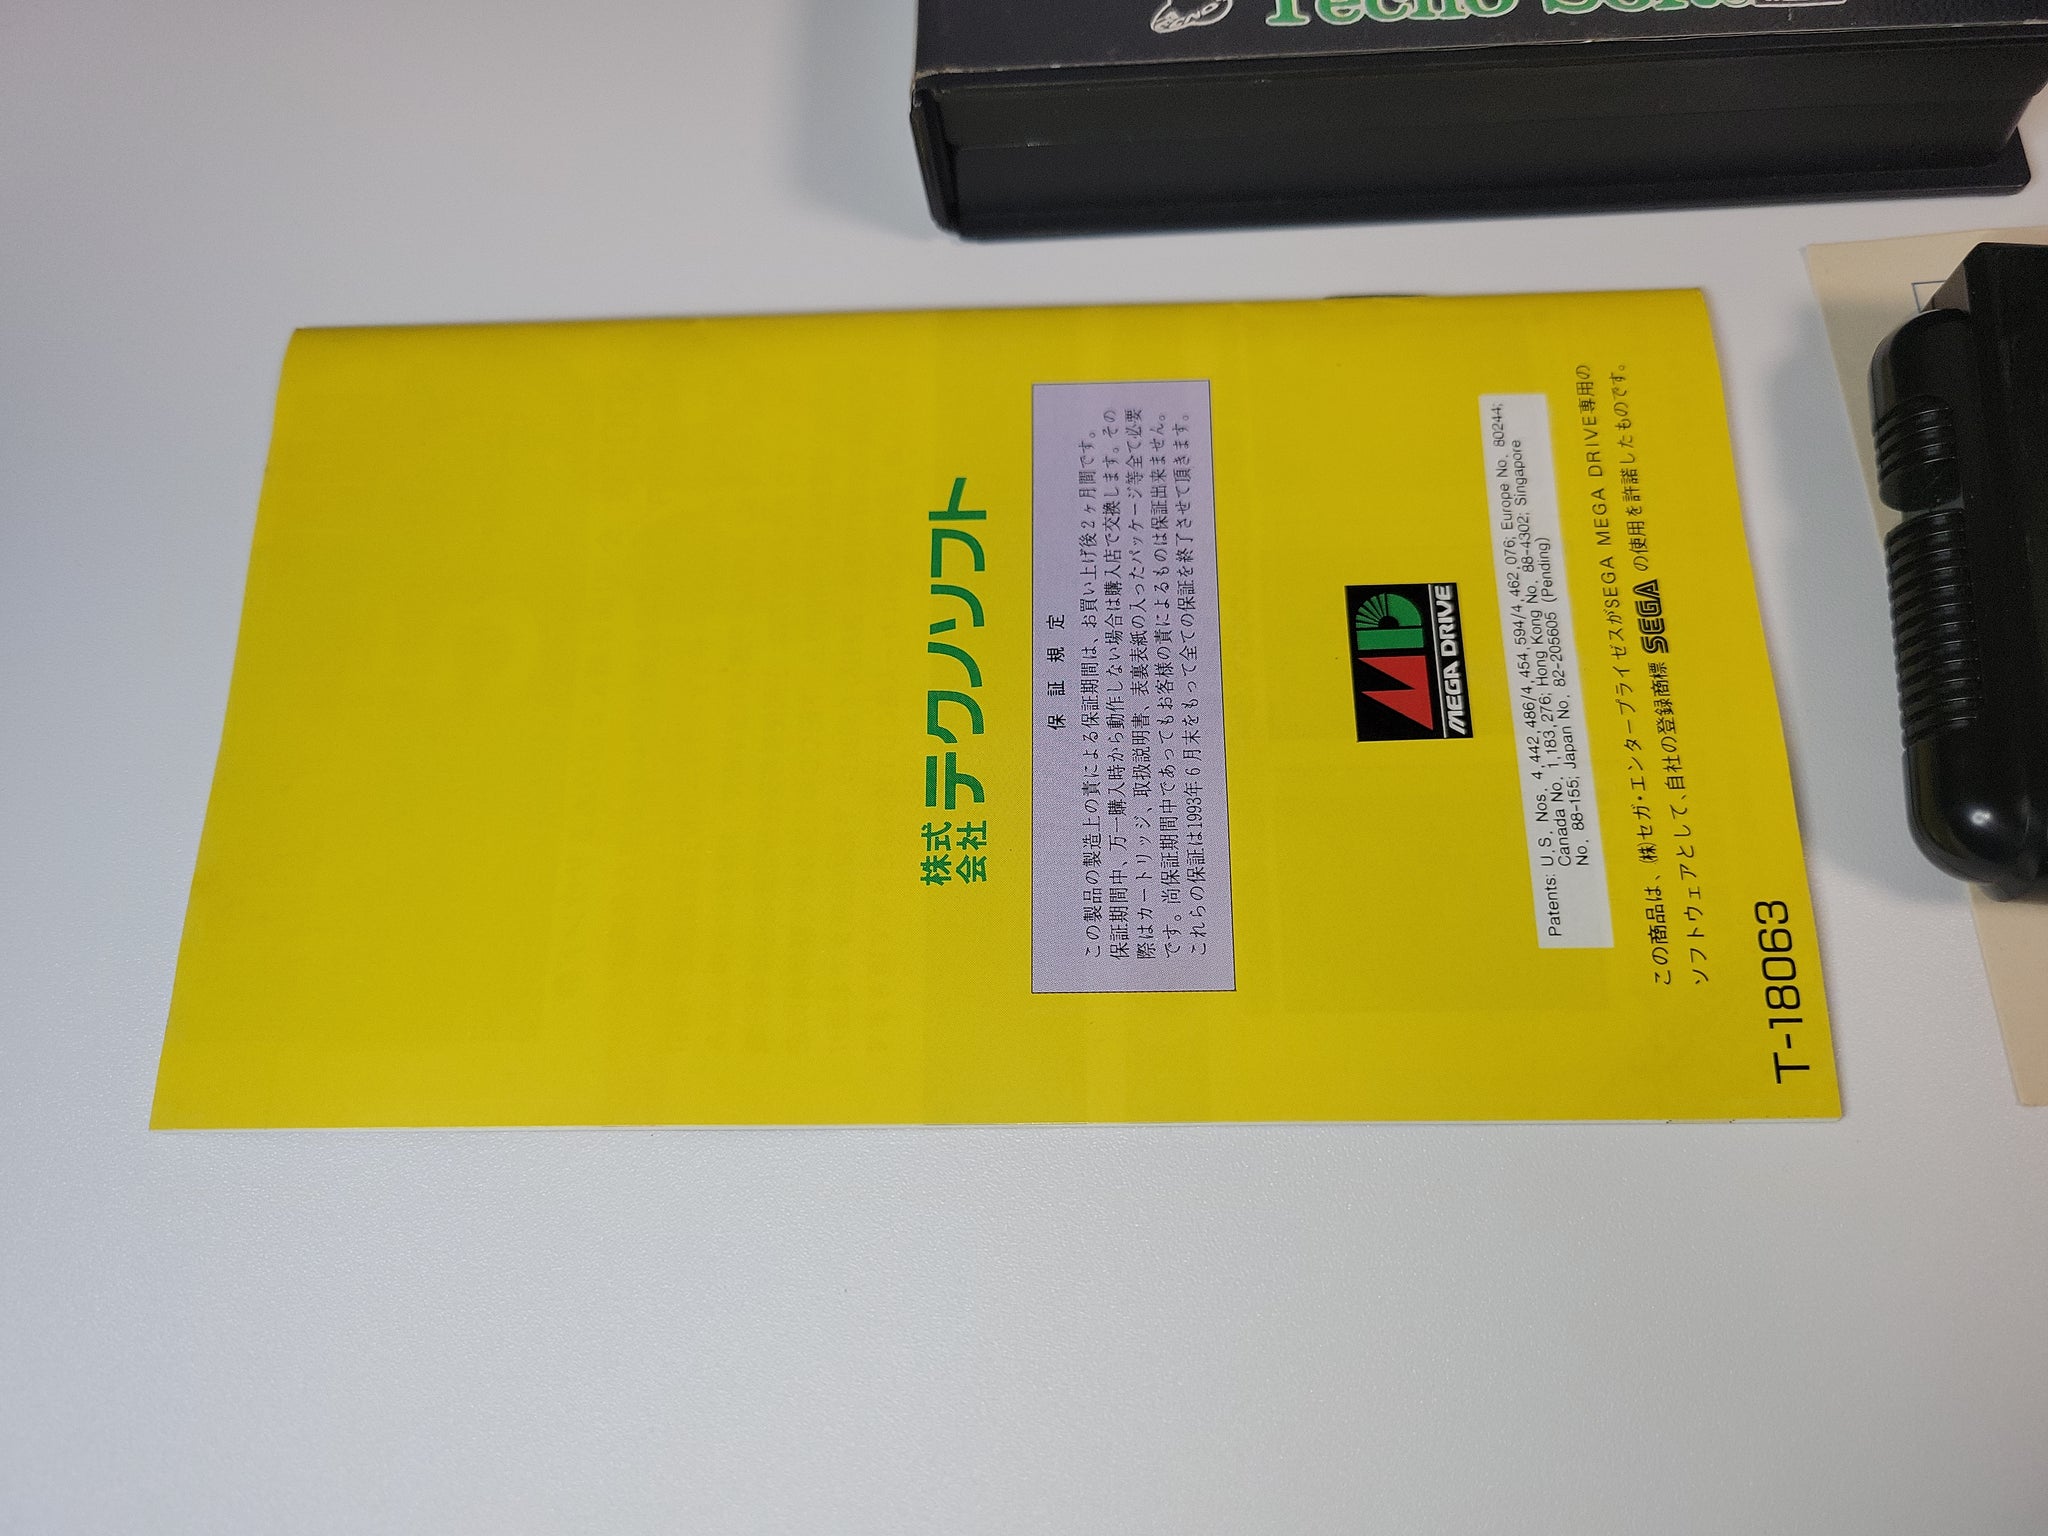 Tecno Soft
株式会社テクノソフト
保証規定
この製品の製造上の責による保証期間は、お買い上げ後2ヶ月間です。
保証期間中、万一購入時から動作しない場合は購入店で交換します。その
際はカートリッジ、取扱説明書、表裏表紙の入ったパッケージ等全て必要
です。尚保証期間中であってもお客様の責によるものは保証出来ません。
これらの保証は1993年6月末をもって全ての保証を終了させて頂きます。
MEGA DRIVE
Patents: U.S. Nos. 4,442,486/4,454,594/4,462,076; Europe No. 80244;
Canada No. 1,183,276; Hong Kong No. 88-4302; Singapore
No. 88-155; Japan No. 82-205605 (Pending)
この商品は、(株)セガ・エンタープライゼスがSEGA MEGA DRIVE専用の
ソフトウェアとして、自社の登録商標 SEGA の使用を許諾したものです。
T-18063